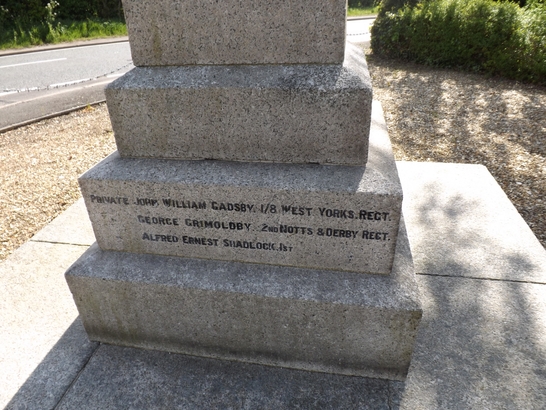 PRIVATE JOHN WILLIAM GADSBY. 1/8 WEST YORKS. REGT.
GEORGE GRIMOLDBY. 2ND NOTTS & DERBY REGT.
ALFRED ERNEST SHADLOCK. 1ST